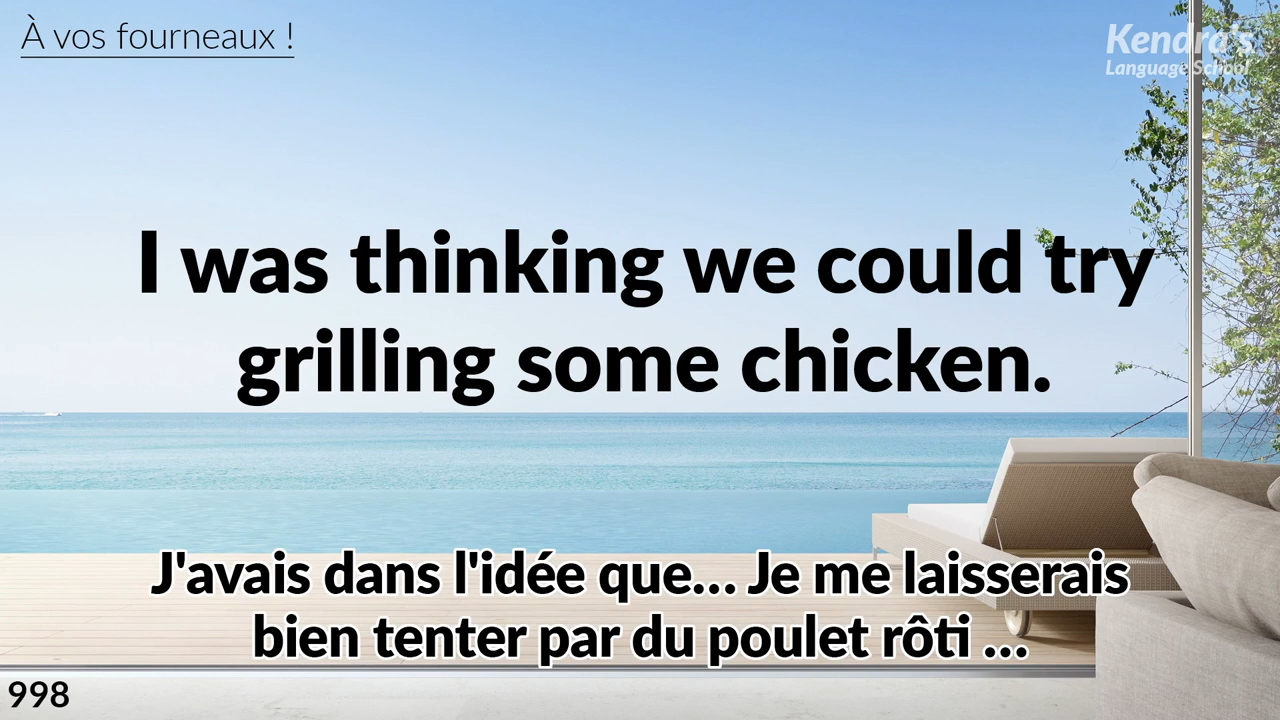 À vos fourneaux !
Kendra's
Language School
I was thinking we could try
grilling some chicken.
J'avais dans l'idée que... Je me laisserais
bien tenter par du poulet rôti ...
998